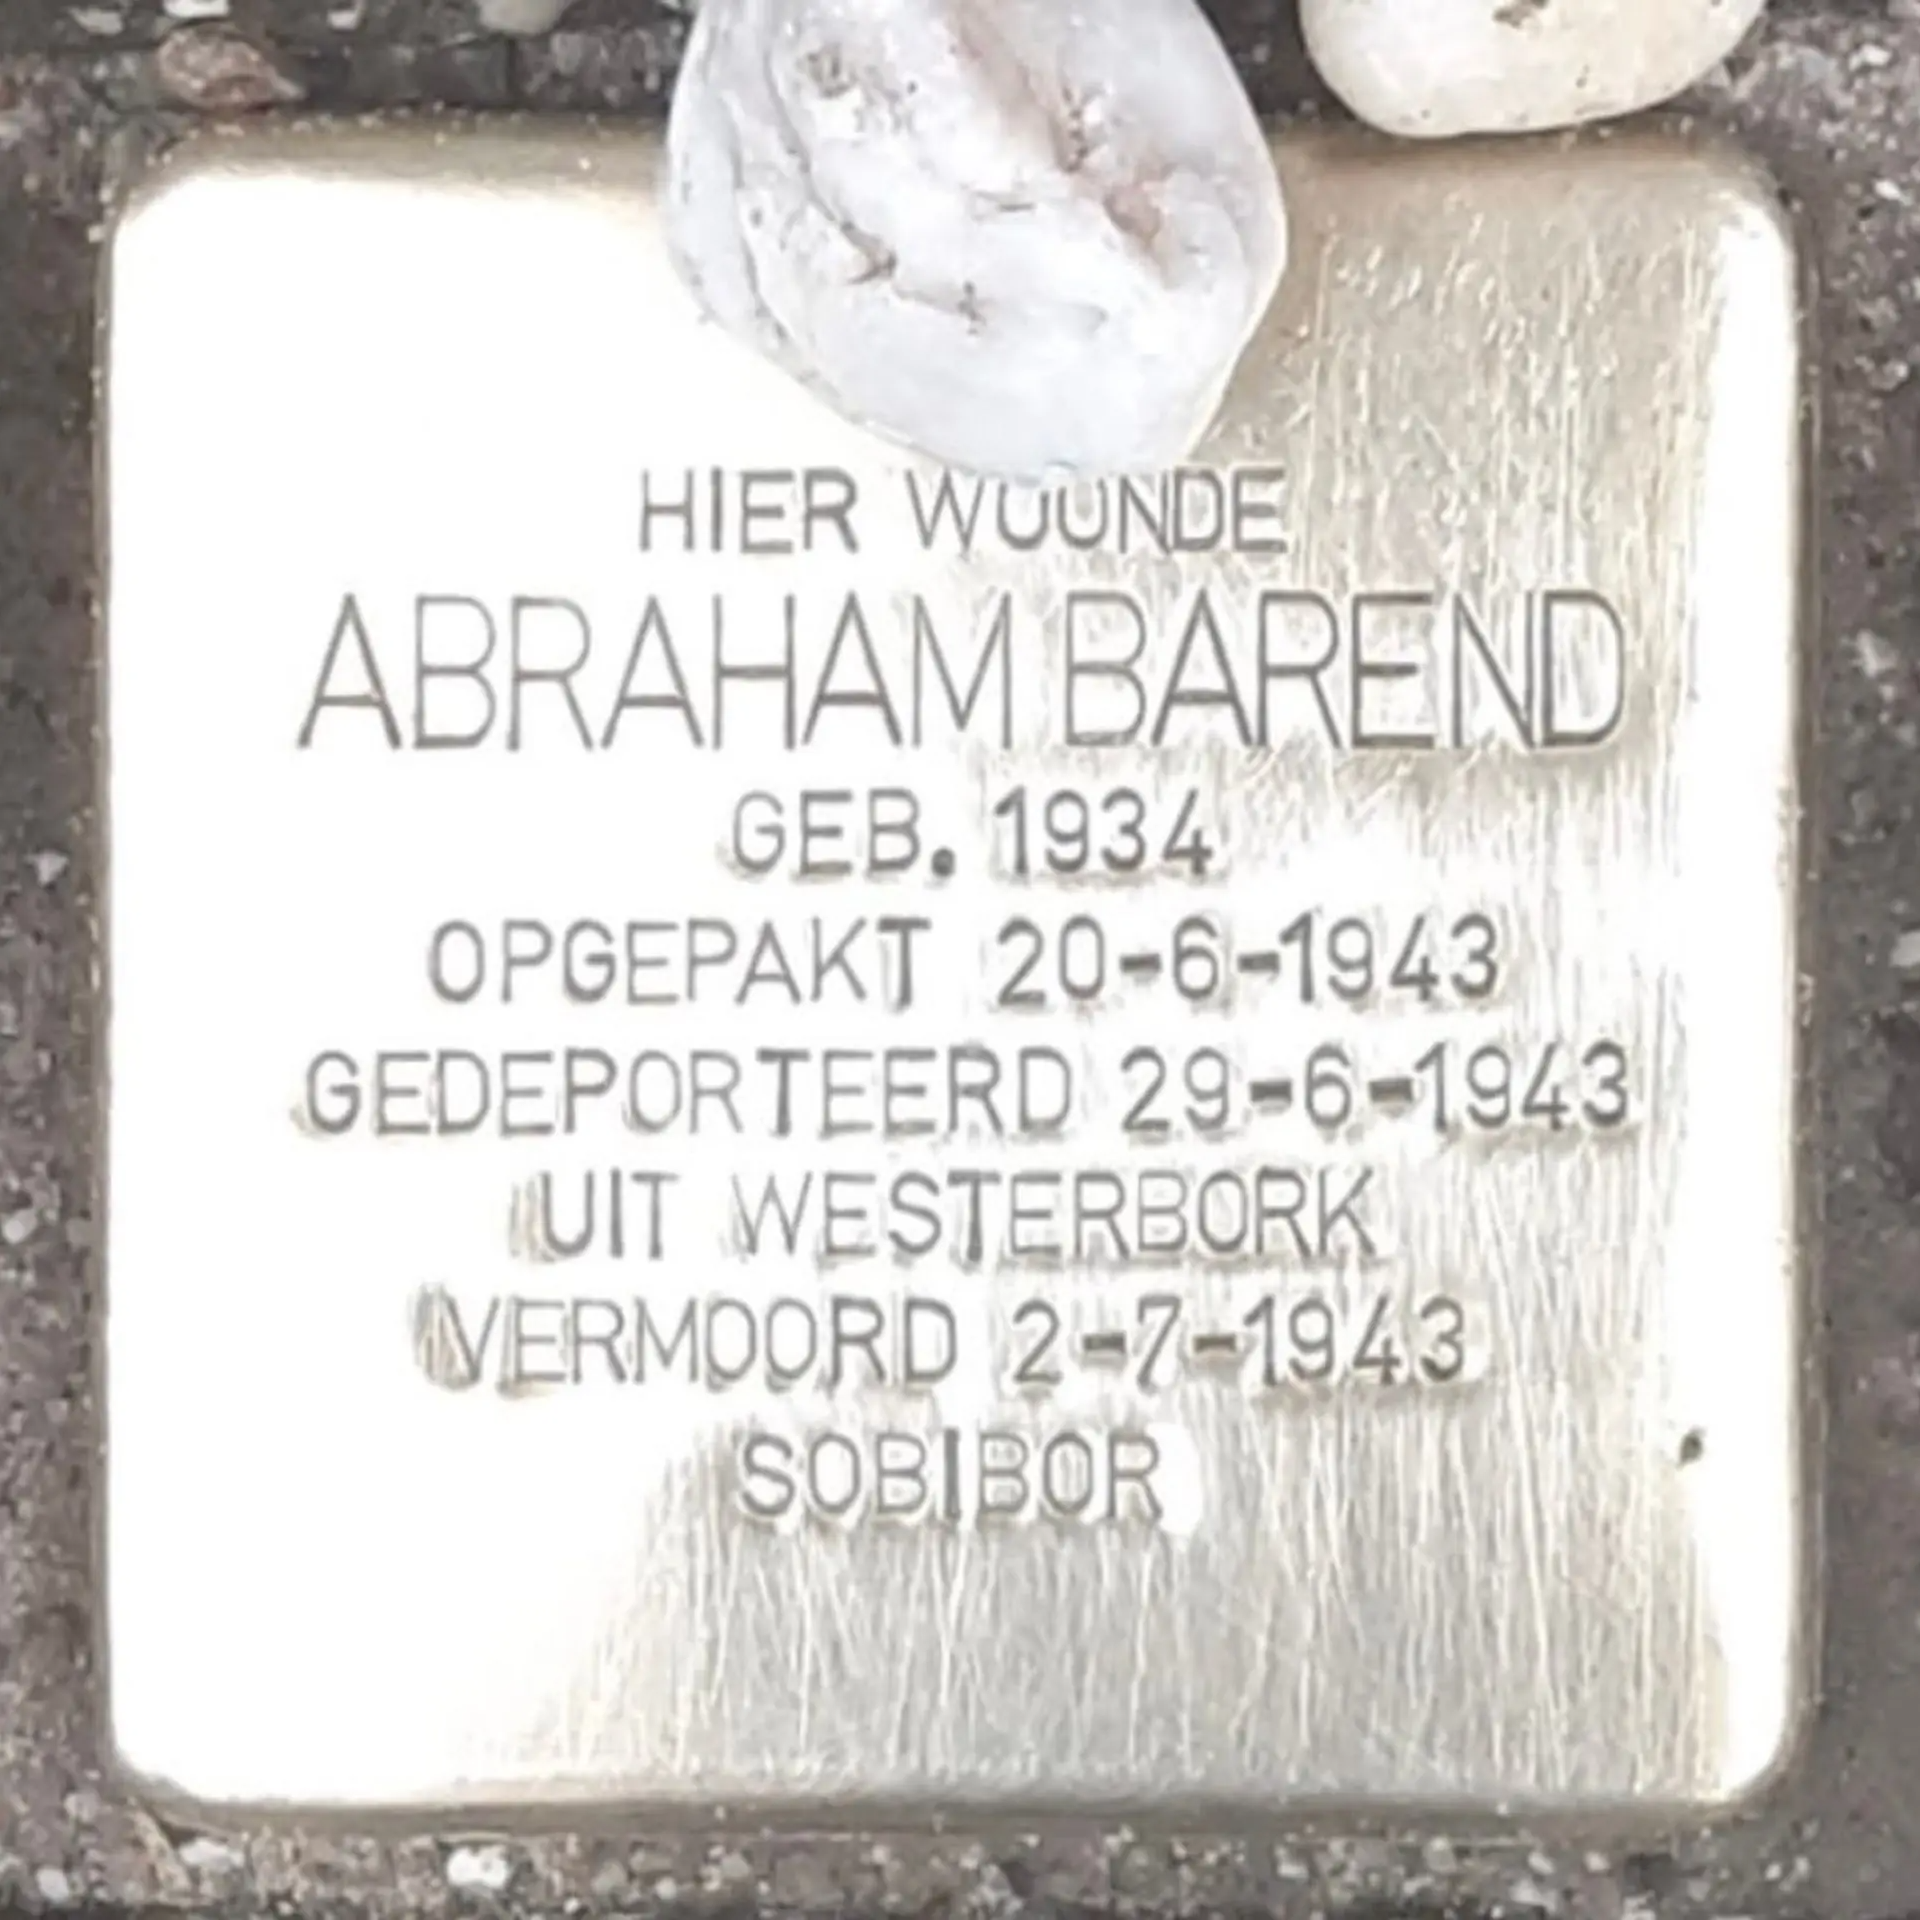 HIER WOONDE
ABRAHAM BAREND
GEB. 1934
OPGEPAKT 20-6-1943
GEDEPORTEERD 29-6-1943
UIT WESTERBORK
VERMOORD 2-7-1943
SOBIBOR